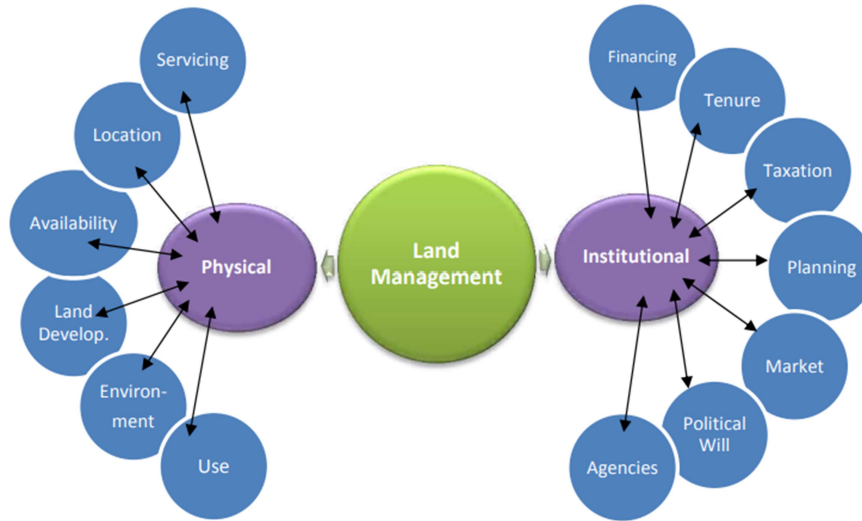 Servicing
Location
Availability
Land
Develop.
Environ-
ment
Use
Physical
Land
Management
Institutional
Financing
Tenure
Taxation
Planning
Market
Political
Will
Agencies